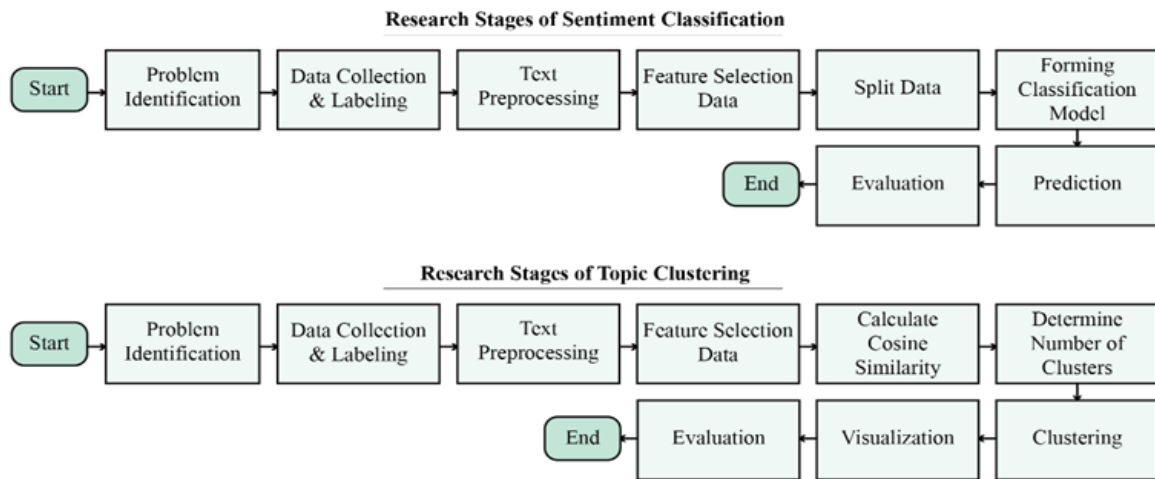 Research Stages of Sentiment Classification
Start
Problem
Identification
Data Collection
& Labeling
Text
Preprocessing
Feature Selection
Data
Split Data
Forming
Classification
Model
Prediction
Evaluation
End
Research Stages of Topic Clustering
Start
Problem
Identification
Data Collection
& Labeling
Text
Preprocessing
Feature Selection
Data
Calculate
Cosine
Similarity
Determine
Number of
Clusters
Clustering
Visualization
Evaluation
End